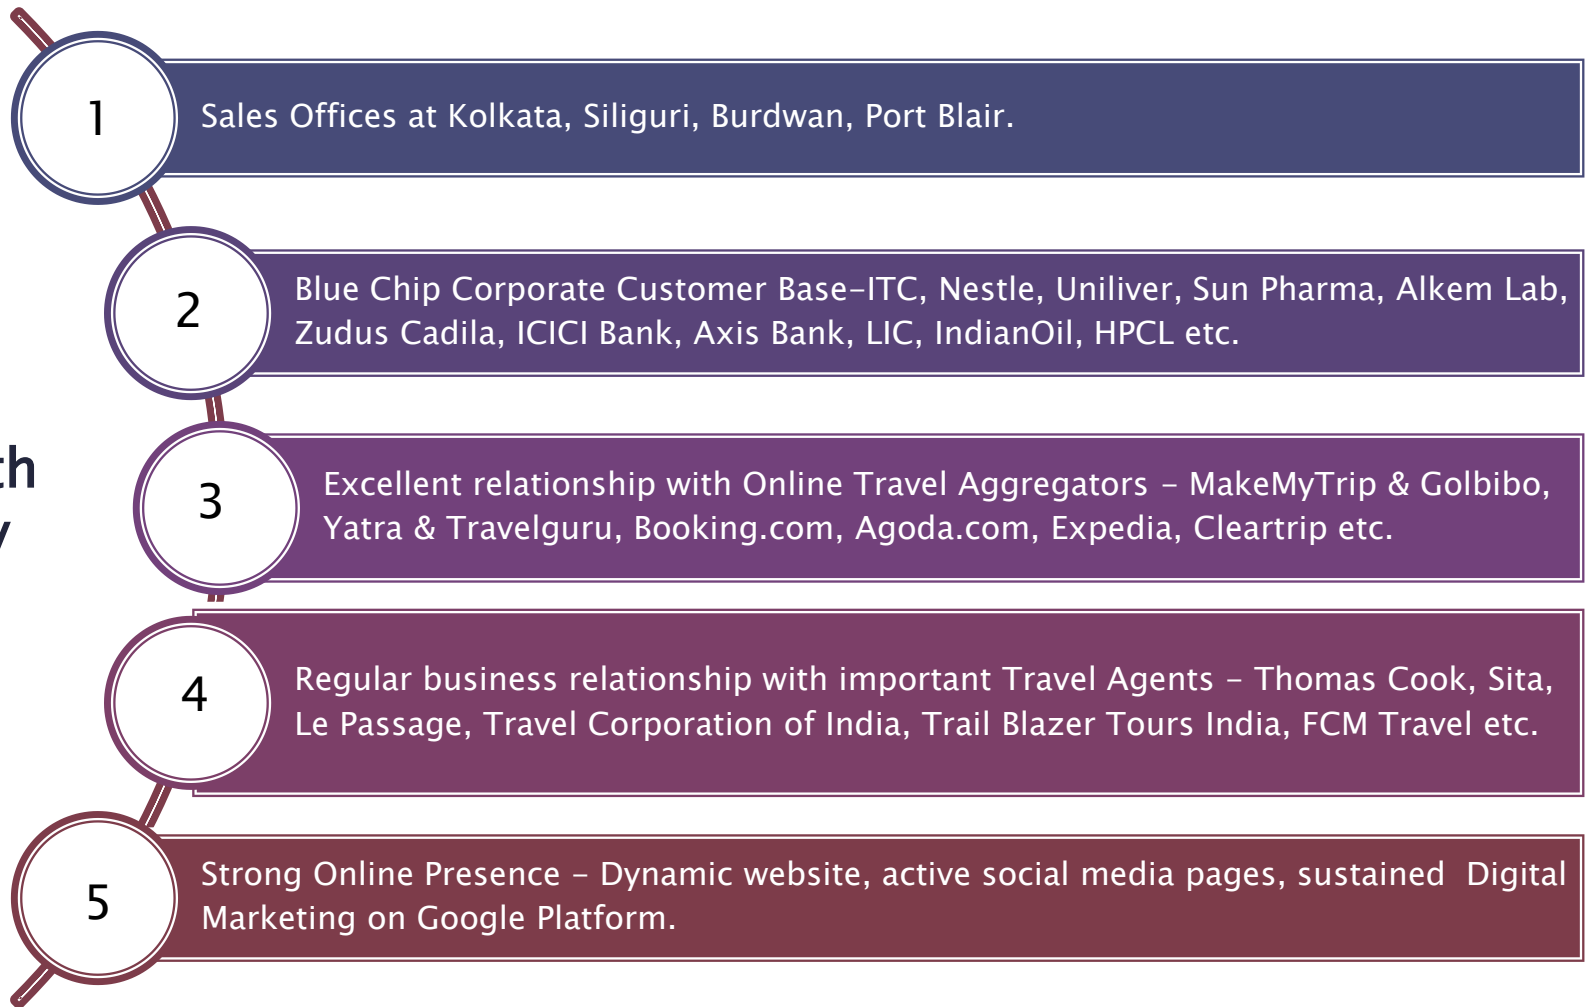 1
Sales Offices at Kolkata, Siliguri, Burdwan, Port Blair.
2
Blue Chip Corporate Customer Base-ITC, Nestle, Uniliver, Sun Pharma, Alkem Lab,
Zudus Cadila, ICICI Bank, Axis Bank, LIC, IndianOil, HPCL etc.
3
Excellent relationship with Online Travel Aggregators - MakeMyTrip & Golbibo,
Yatra & Travelguru, Booking.com, Agoda.com, Expedia, Cleartrip etc.
4
Regular business relationship with important Travel Agents - Thomas Cook, Sita,
Le Passage, Travel Corporation of India, Trail Blazer Tours India, FCM Travel etc.
5
Strong Online Presence - Dynamic website, active social media pages, sustained  Digital
Marketing on Google Platform.